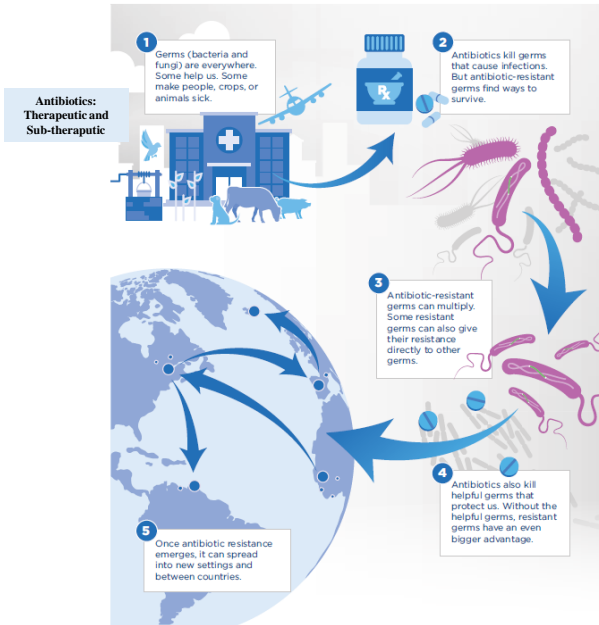 Antibiotics:
Therapeutic and
Sub-theraputic
1
Germs (bacteria and
fungi) are everywhere.
Some help us. Some
make people, crops, or
animals sick.
Rx
2
Antibiotics kill germs
that cause infections.
But antibiotic-resistant
germs find ways to
survive.
3
Antibiotic-resistant
germs can multiply.
Some resistant
germs can also give
their resistance
directly to other
germs.
4
Antibiotics also kill
helpful germs that
protect us. Without the
helpful germs, resistant
germs have an even
bigger advantage.
5
Once antibiotic resistance
emerges, it can spread
into new settings and
between countries.